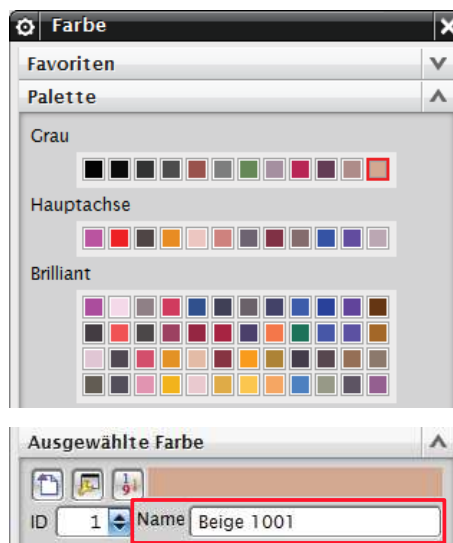 Farbe
Favoriten
Palette
Grau
Hauptachse
Brilliant
Ausgewählte Farbe
ID 1 Name Beige 1001